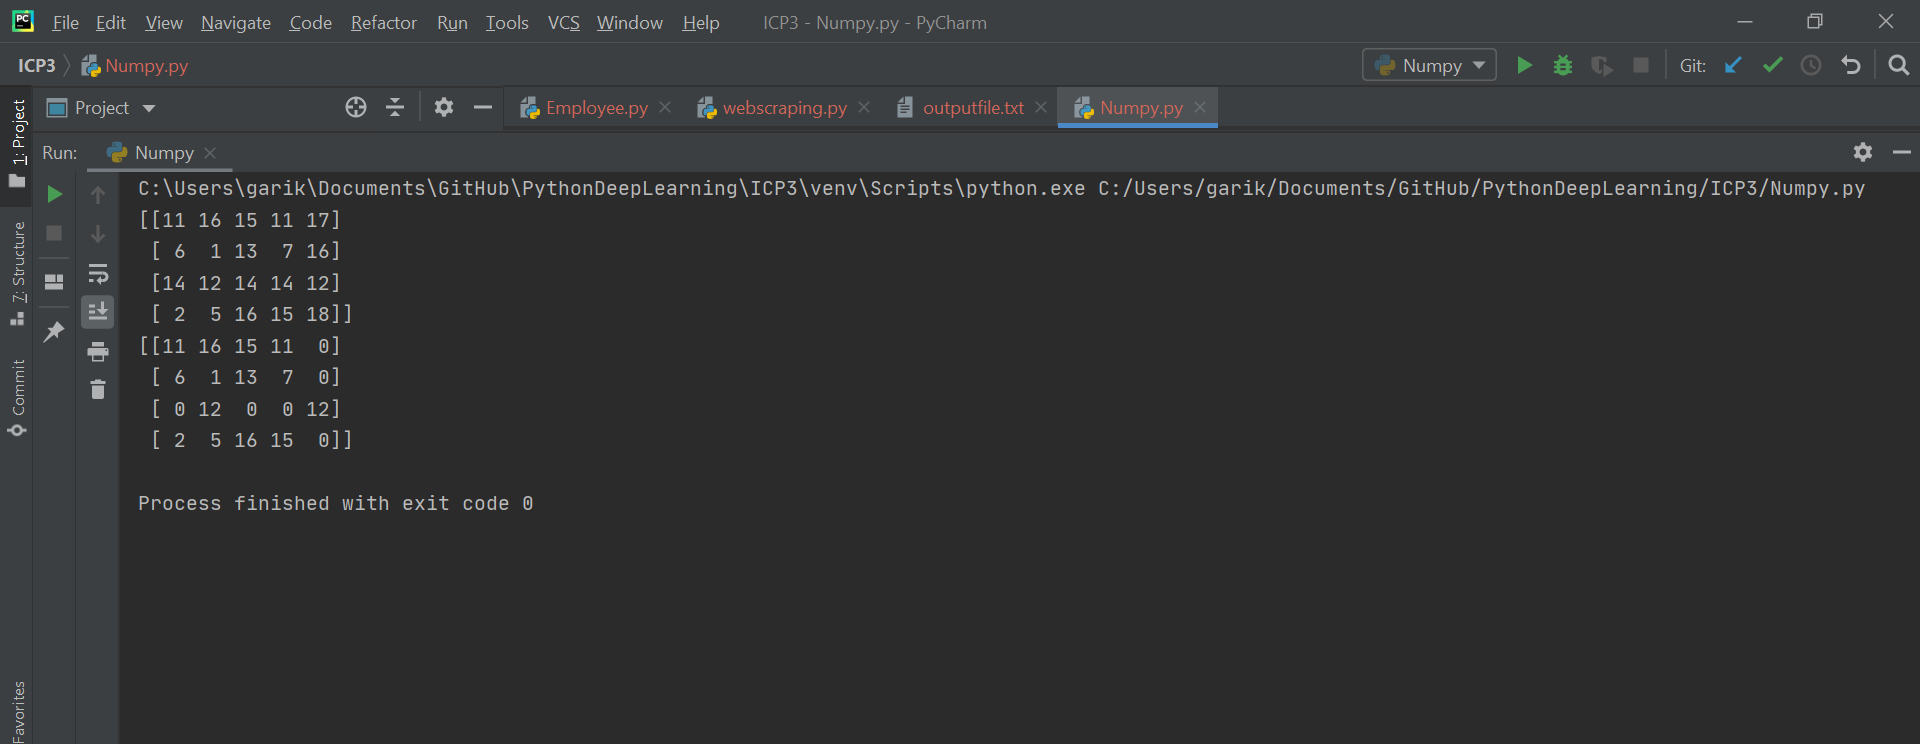 PC File Edit View Navigate Code Refactor Run Tools VCS Window Help ICP3 - Numpy.py - PyCharm
ICP3 Numpy.py Numpy Git:
1: Project Project Employee.py webscraping.py outputfile.txt Numpy.py
Run: Numpy
C:\Users\garik\Documents\GitHub\PythonDeepLearning\ICP3\venv\Scripts\python.exe C:/Users/garik/Documents/GitHub/PythonDeepLearning/ICP3/Numpy.py
[[11 16 15 11 17]
 [ 6  1 13  7 16]
 [14 12 14 14 12]
 [ 2  5 16 15 18]]
[[11 16 15 11  0]
 [ 6  1 13  7  0]
 [ 0 12  0  0 12]
 [ 2  5 16 15  0]]
Process finished with exit code 0
7: Structure
Commit
Favorites